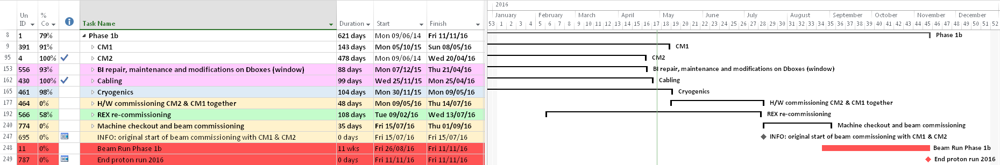 2016
Un ID % Co Task Name Duration Start Finish January February March April May June July August September October November December
53 1 2 3 4 5 6 7 8 9 10 11 12 13 14 15 16 17 18 19 20 21 22 23 24 25 26 27 28 29 30 31 32 33 34 35 36 37 38 39 40 41 42 43 44 45 46 47 48 49 50 51 52
8 1 79% Phase 1b 621 days Mon 09/06/14 Fri 11/11/16 Phase 1b
9 391 91% CM1 143 days Mon 05/10/15 Sun 08/05/16 CM1
95 4 100% CM2 478 days Mon 09/06/14 Wed 20/04/16 CM2
153 556 93% BI repair, maintenance and modifications on Dboxes (window) 88 days Mon 07/12/15 Thu 21/04/16 BI repair, maintenance and modifications on Dboxes (window)
162 430 100% Cabling 99 days Wed 25/11/15 Mon 25/04/16 Cabling
165 461 98% Cryogenics 104 days Mon 30/11/15 Mon 09/05/16 Cryogenics
177 464 0% H/W commissioning CM2 & CM1 together 48 days Mon 09/05/16 Thu 14/07/16 H/W commissioning CM2 & CM1 together
192 566 58% REX re-commissioning 108 days Tue 09/02/16 Wed 13/07/16 REX re-commissioning
240 774 0% Machine checkout and beam commissioning 35 days Fri 15/07/16 Thu 01/09/16 Machine checkout and beam commissioning
247 695 0% INFO: original start of beam commissioning with CM1 & CM2 0 days Fri 15/07/16 Fri 15/07/16 INFO: original start of beam commissioning with CM1 & CM2
248 11 0% Beam Run Phase 1b 11 wks Fri 26/08/16 Fri 11/11/16 Beam Run Phase 1b
249 787 0% End proton run 2016 0 days Fri 11/11/16 Fri 11/11/16 End proton run 2016